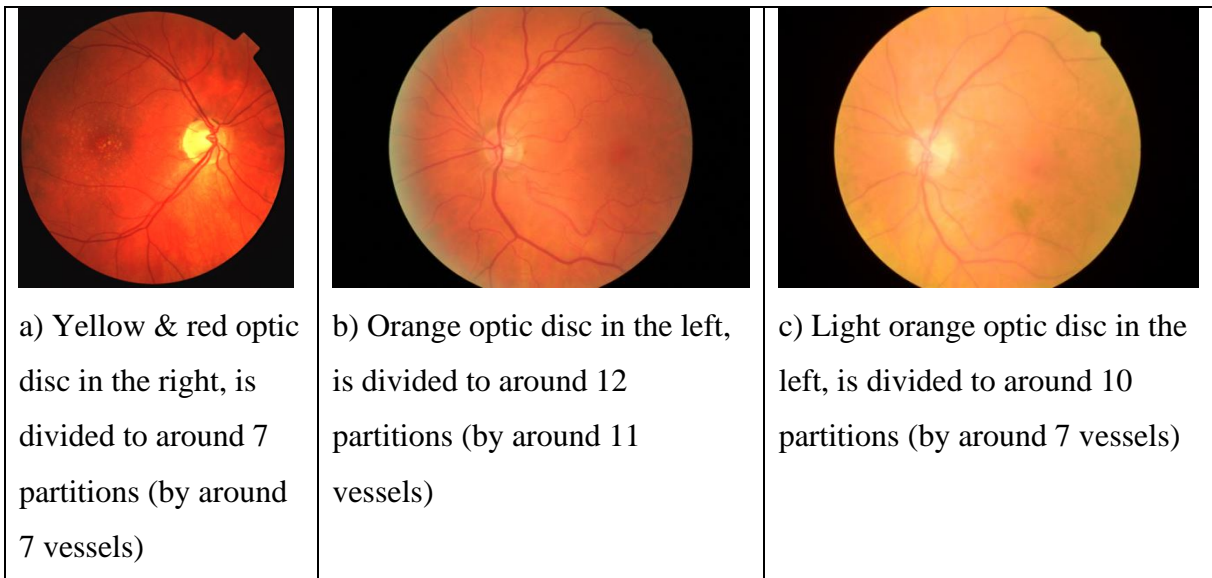 a) Yellow & red optic
disc in the right, is
divided to around 7
partitions (by around
7 vessels)
b) Orange optic disc in the left,
is divided to around 12
partitions (by around 11
vessels)
c) Light orange optic disc in the
left, is divided to around 10
partitions (by around 7 vessels)